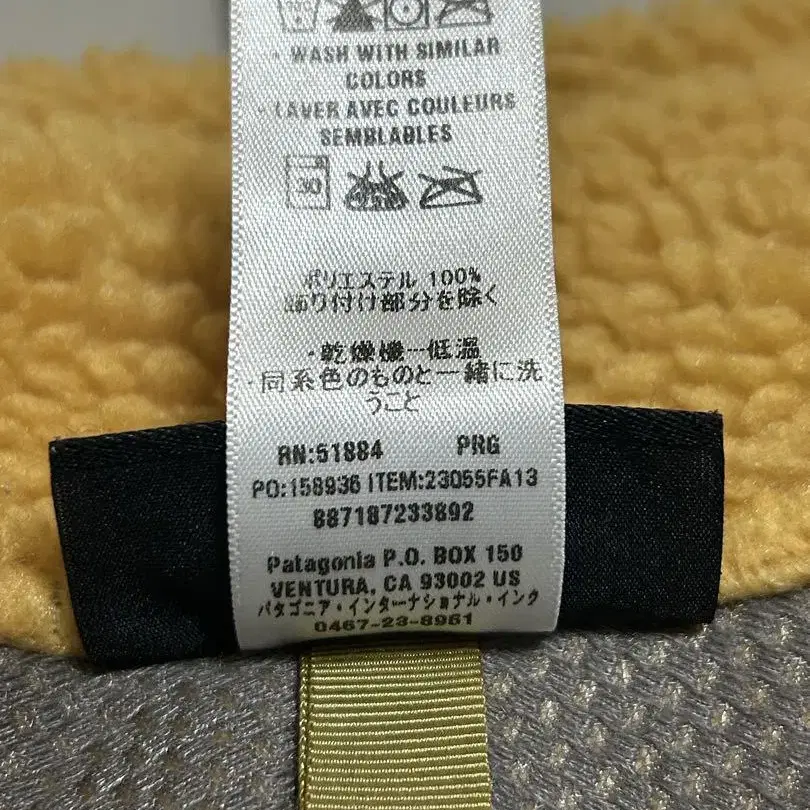 · WASH WITH SIMILAR
COLORS
· LAVER AVEC COULEURS
SEMBLABLES
30
ポリエステル 100%
飾り付け部分を除く
・乾燥機ー低温
・同系色のものと一緒に洗
うこと
RN:51884 PRG
PO:158936 ITEM:23055FA13
887187233892
Patagonia P.O. BOX 150
VENTURA, CA 93002 US
パタゴニア・インターナショナル・インク
0467-23-8961